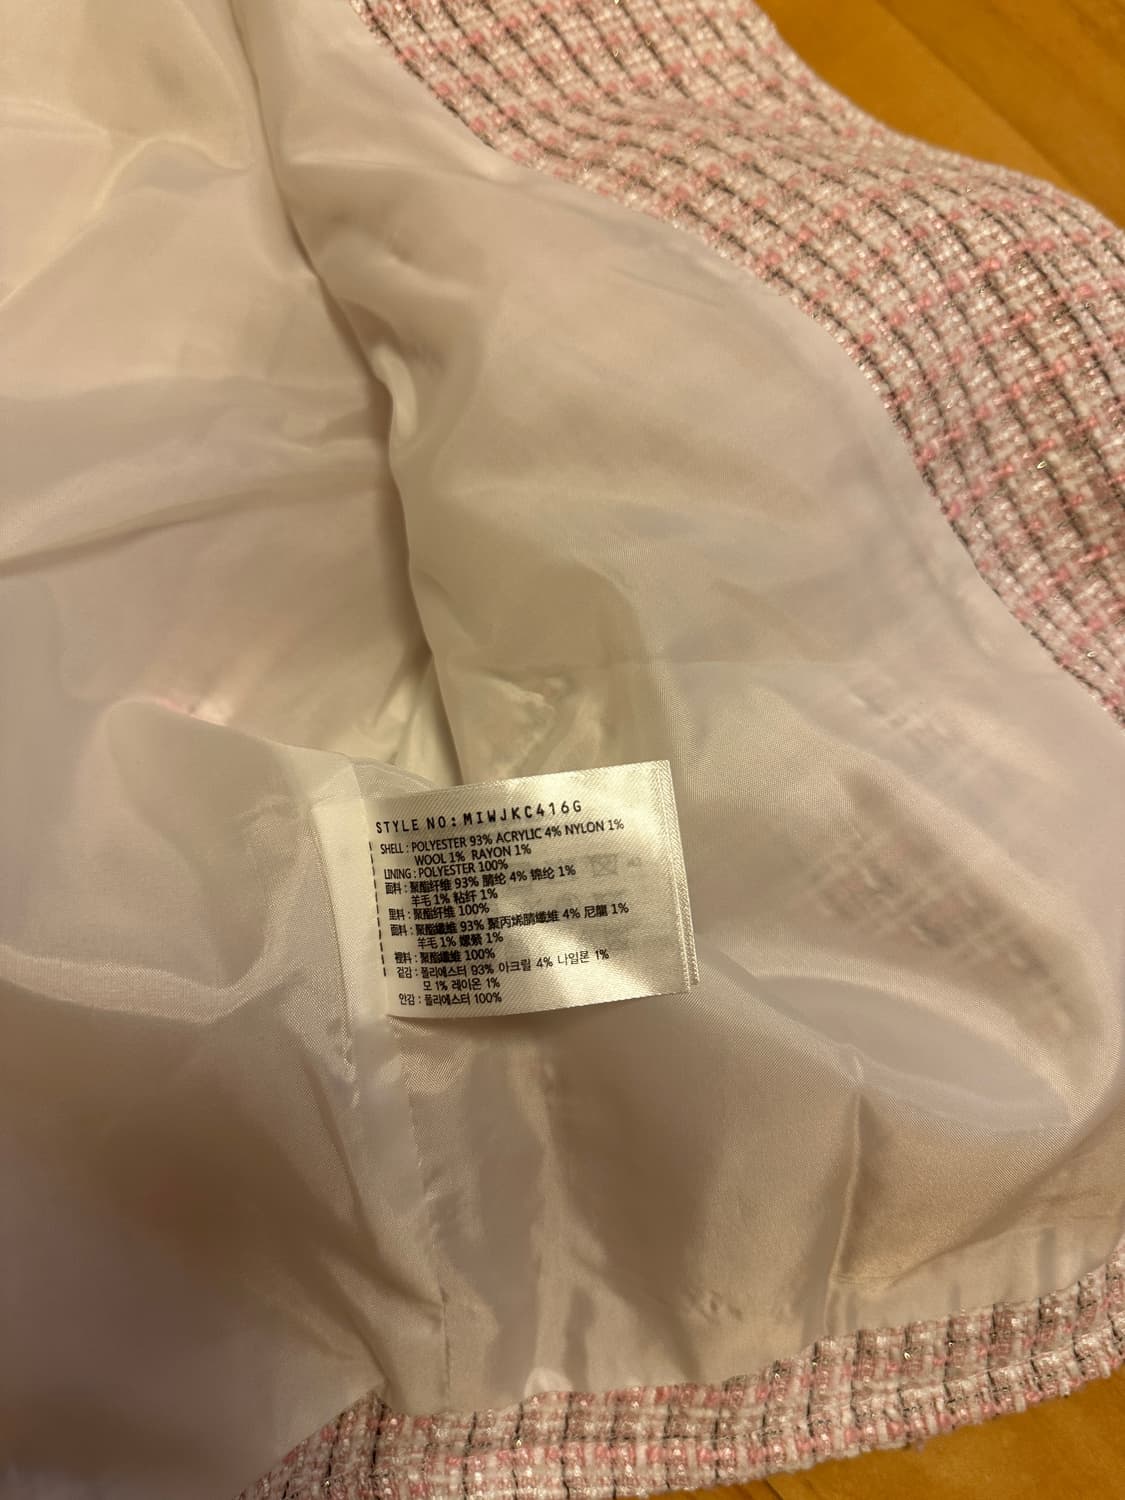 STYLE NO: MIWJKC416G
SHELL : POLYESTER 93% ACRYLIC 4% NYLON 1%
WOOL 1% RAYON 1%
LINING : POLYESTER 100%
面料 : 聚酯纤维 93% 腈纶 4% 锦纶 1%
羊毛 1% 粘纤 1%
里料 : 聚酯纤维 100%
面料 : 聚酯纖維 93% 聚丙烯腈纖維 4% 尼龍 1%
羊毛 1% 嫘縈 1%
裡料 : 聚酯纖維 100%
겉감 : 폴리에스터 93% 아크릴 4% 나일론 1%
모 1% 레이온 1%
안감 : 폴리에스터 100%